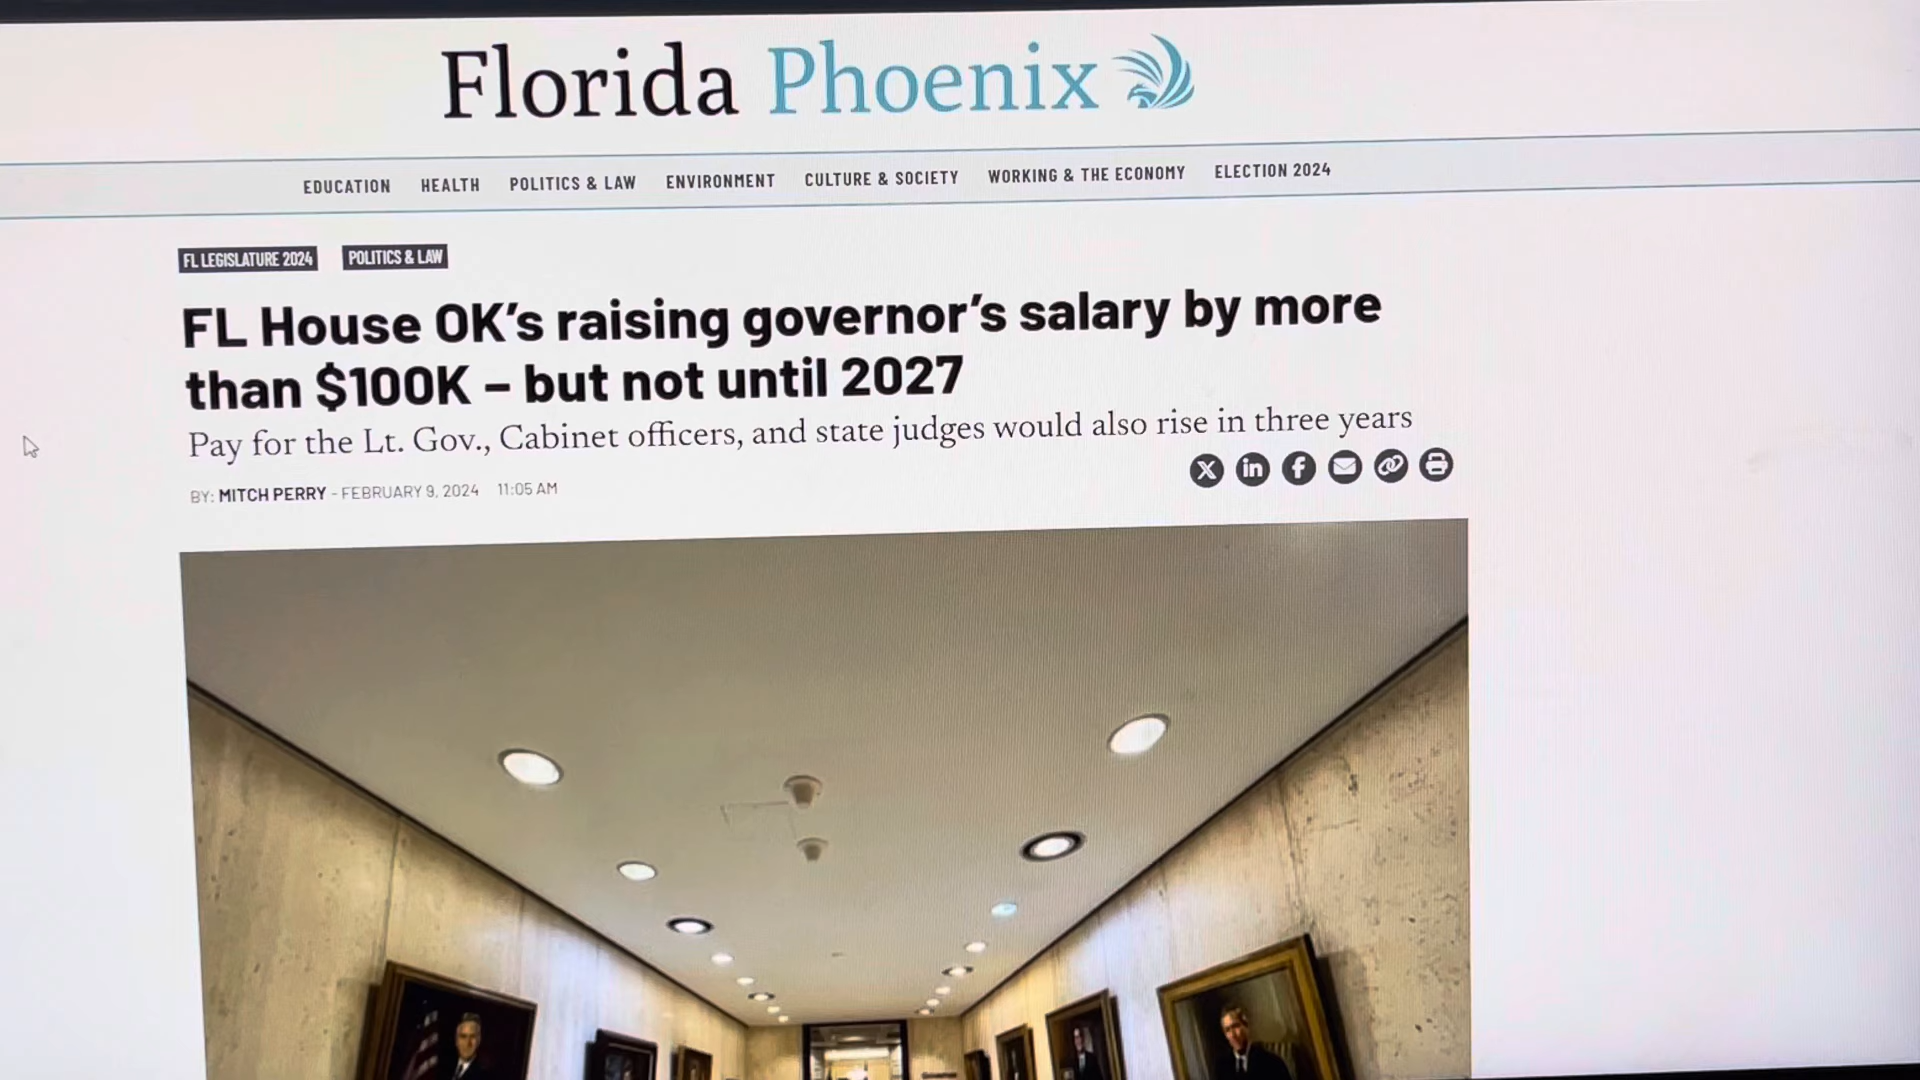 Florida Phoenix
EDUCATION HEALTH POLITICS & LAW ENVIRONMENT CULTURE & SOCIETY WORKING & THE ECONOMY ELECTION 2024
FL LEGISLATURE 2024 POLITICS & LAW
FL House OK’s raising governor’s salary by more
than $100K – but not until 2027
Pay for the Lt. Gov., Cabinet officers, and state judges would also rise in three years
BY: MITCH PERRY - FEBRUARY 9, 2024 11:05 AM